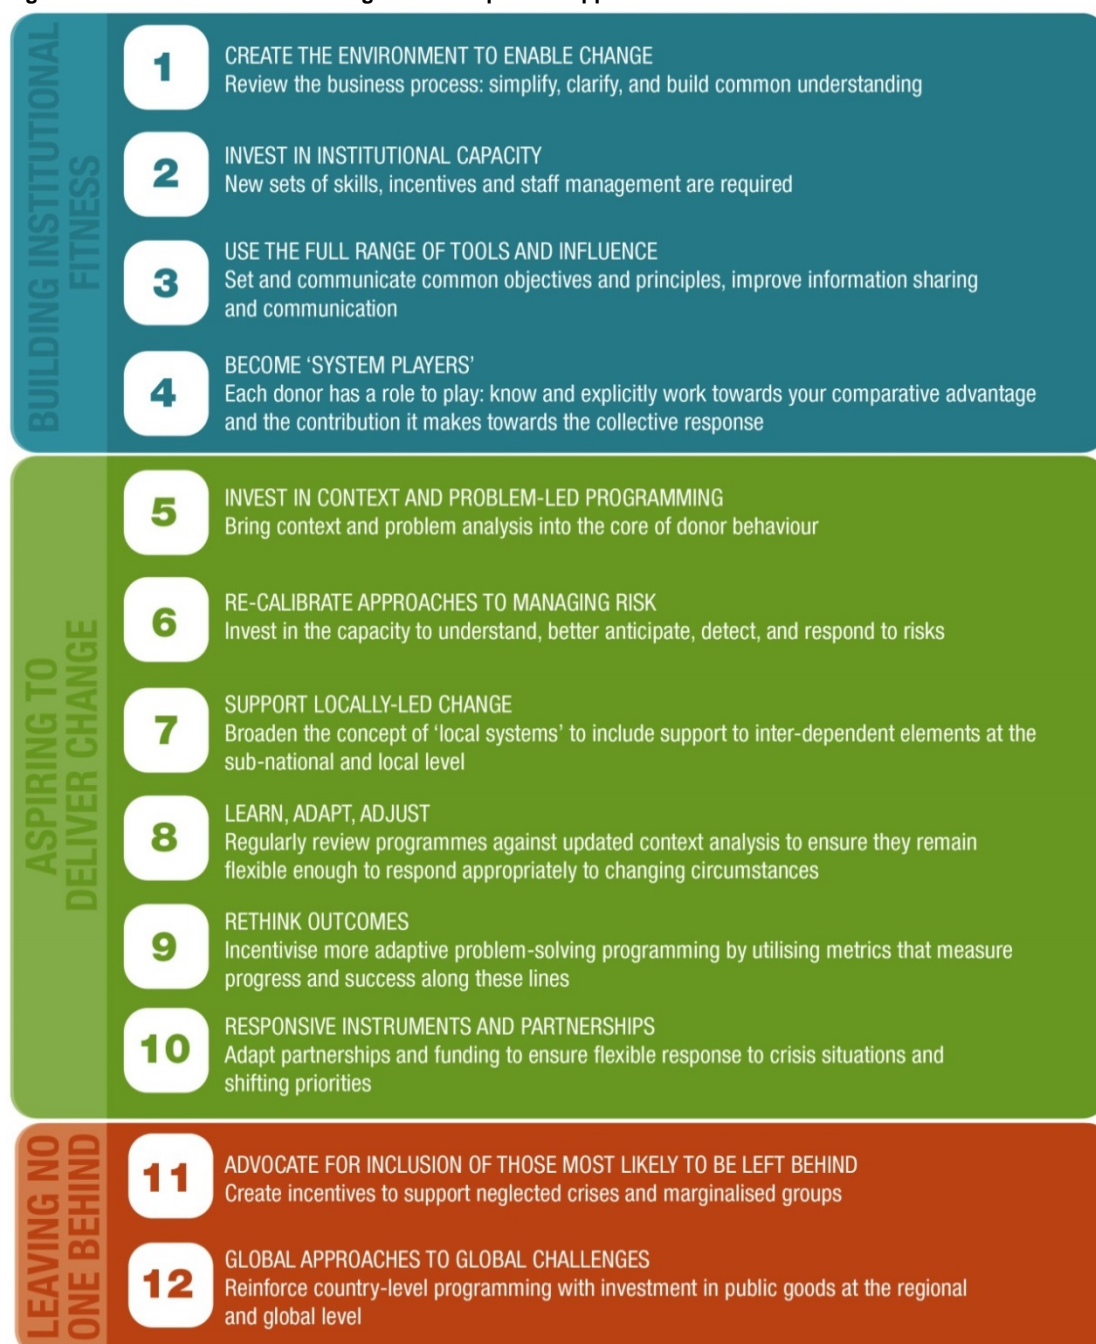 BUILDING INSTITUTIONAL
FITNESS
1
CREATE THE ENVIRONMENT TO ENABLE CHANGE
Review the business process: simplify, clarify, and build common understanding
2
INVEST IN INSTITUTIONAL CAPACITY
New sets of skills, incentives and staff management are required
3
USE THE FULL RANGE OF TOOLS AND INFLUENCE
Set and communicate common objectives and principles, improve information sharing
and communication
4
BECOME ‘SYSTEM PLAYERS’
Each donor has a role to play: know and explicitly work towards your comparative advantage
and the contribution it makes towards the collective response
ASPIRING TO
DELIVER CHANGE
5
INVEST IN CONTEXT AND PROBLEM-LED PROGRAMMING
Bring context and problem analysis into the core of donor behaviour
6
RE-CALIBRATE APPROACHES TO MANAGING RISK
Invest in the capacity to understand, better anticipate, detect, and respond to risks
7
SUPPORT LOCALLY-LED CHANGE
Broaden the concept of ‘local systems’ to include support to inter-dependent elements at the
sub-national and local level
8
LEARN, ADAPT, ADJUST
Regularly review programmes against updated context analysis to ensure they remain
flexible enough to respond appropriately to changing circumstances
9
RETHINK OUTCOMES
Incentivise more adaptive problem-solving programming by utilising metrics that measure
progress and success along these lines
10
RESPONSIVE INSTRUMENTS AND PARTNERSHIPS
Adapt partnerships and funding to ensure flexible response to crisis situations and
shifting priorities
LEAVING NO
ONE BEHIND
11
ADVOCATE FOR INCLUSION OF THOSE MOST LIKELY TO BE LEFT BEHIND
Create incentives to support neglected crises and marginalised groups
12
GLOBAL APPROACHES TO GLOBAL CHALLENGES
Reinforce country-level programming with investment in public goods at the regional
and global level